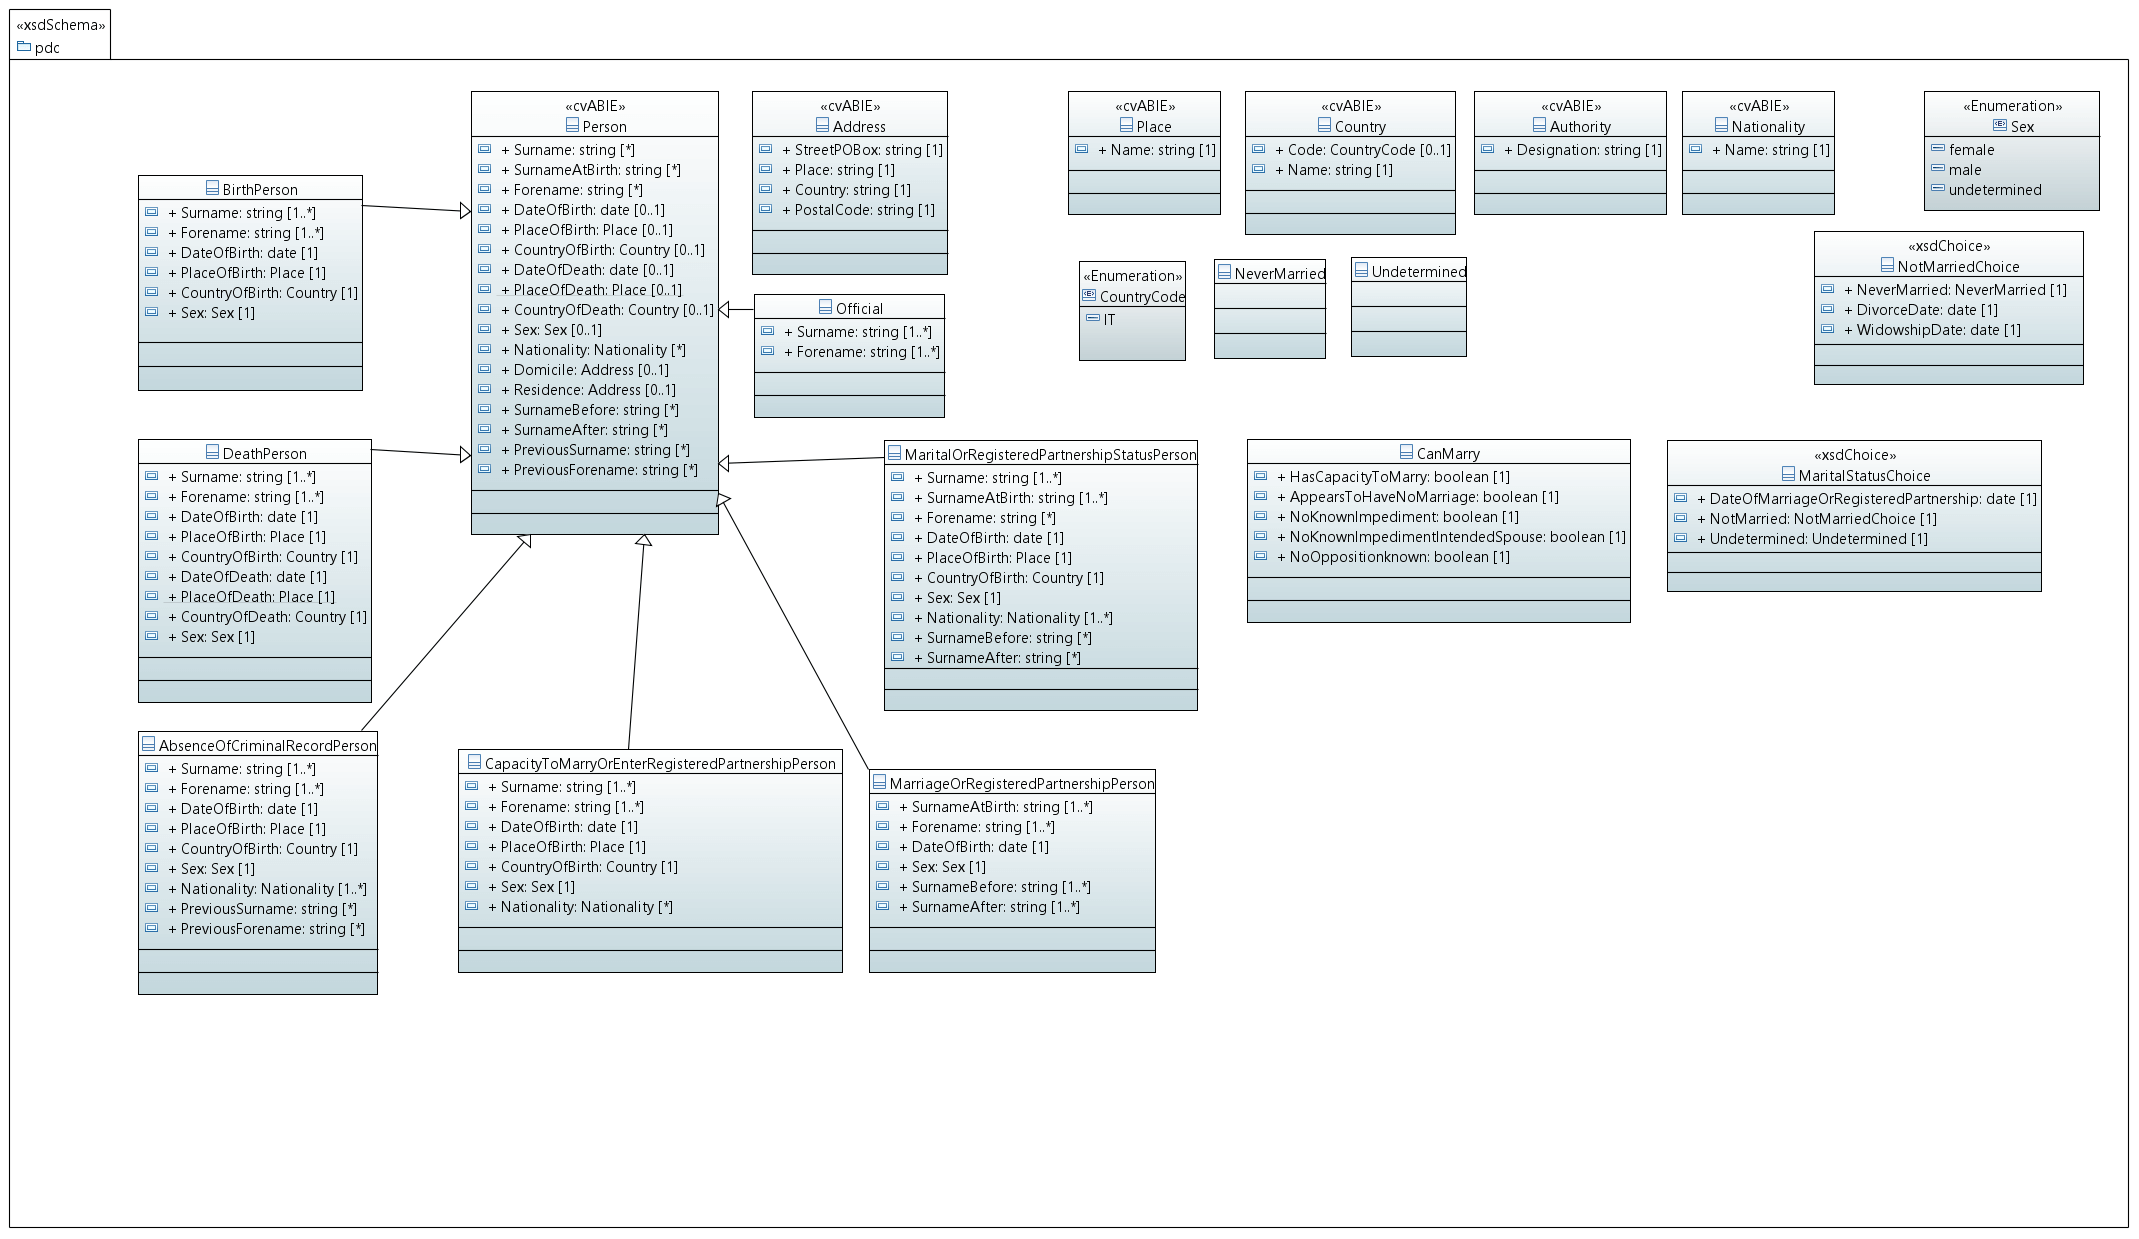 «xsdSchema»
pdc
«cvABIE»
Person
+ Surname: string [*]
+ SurnameAtBirth: string [*]
+ Forename: string [*]
+ DateOfBirth: date [0..1]
+ PlaceOfBirth: Place [0..1]
+ CountryOfBirth: Country [0..1]
+ DateOfDeath: date [0..1]
+ PlaceOfDeath: Place [0..1]
+ CountryOfDeath: Country [0..1]
+ Sex: Sex [0..1]
+ Nationality: Nationality [*]
+ Domicile: Address [0..1]
+ Residence: Address [0..1]
+ SurnameBefore: string [*]
+ SurnameAfter: string [*]
+ PreviousSurname: string [*]
+ PreviousForename: string [*]
«cvABIE»
Address
+ StreetPOBox: string [1]
+ Place: string [1]
+ Country: string [1]
+ PostalCode: string [1]
«cvABIE»
Place
+ Name: string [1]
«cvABIE»
Country
+ Code: CountryCode [0..1]
+ Name: string [1]
«cvABIE»
Authority
+ Designation: string [1]
«cvABIE»
Nationality
+ Name: string [1]
«Enumeration»
Sex
female
male
undetermined
BirthPerson
+ Surname: string [1..*]
+ Forename: string [1..*]
+ DateOfBirth: date [1]
+ PlaceOfBirth: Place [1]
+ CountryOfBirth: Country [1]
+ Sex: Sex [1]
Official
+ Surname: string [1..*]
+ Forename: string [1..*]
«Enumeration»
CountryCode
IT
NeverMarried
Undetermined
«xsdChoice»
NotMarriedChoice
+ NeverMarried: NeverMarried [1]
+ DivorceDate: date [1]
+ WidowshipDate: date [1]
DeathPerson
+ Surname: string [1..*]
+ Forename: string [1..*]
+ DateOfBirth: date [1]
+ PlaceOfBirth: Place [1]
+ CountryOfBirth: Country [1]
+ DateOfDeath: date [1]
+ PlaceOfDeath: Place [1]
+ CountryOfDeath: Country [1]
+ Sex: Sex [1]
MaritalOrRegisteredPartnershipStatusPerson
+ Surname: string [1..*]
+ SurnameAtBirth: string [1..*]
+ Forename: string [*]
+ DateOfBirth: date [1]
+ PlaceOfBirth: Place [1]
+ CountryOfBirth: Country [1]
+ Sex: Sex [1]
+ Nationality: Nationality [1..*]
+ SurnameBefore: string [*]
+ SurnameAfter: string [*]
CanMarry
+ HasCapacityToMarry: boolean [1]
+ AppearsToHaveNoMarriage: boolean [1]
+ NoKnownImpediment: boolean [1]
+ NoKnownImpedimentIntendedSpouse: boolean [1]
+ NoOppositionknown: boolean [1]
«xsdChoice»
MaritalStatusChoice
+ DateOfMarriageOrRegisteredPartnership: date [1]
+ NotMarried: NotMarriedChoice [1]
+ Undetermined: Undetermined [1]
AbsenceOfCriminalRecordPerson
+ Surname: string [1..*]
+ Forename: string [1..*]
+ DateOfBirth: date [1]
+ PlaceOfBirth: Place [1]
+ CountryOfBirth: Country [1]
+ Sex: Sex [1]
+ Nationality: Nationality [1..*]
+ PreviousSurname: string [*]
+ PreviousForename: string [*]
CapacityToMarryOrEnterRegisteredPartnershipPerson
+ Surname: string [1..*]
+ Forename: string [1..*]
+ DateOfBirth: date [1]
+ PlaceOfBirth: Place [1]
+ CountryOfBirth: Country [1]
+ Sex: Sex [1]
+ Nationality: Nationality [*]
MarriageOrRegisteredPartnershipPerson
+ SurnameAtBirth: string [1..*]
+ Forename: string [1..*]
+ DateOfBirth: date [1]
+ Sex: Sex [1]
+ SurnameBefore: string [1..*]
+ SurnameAfter: string [1..*]